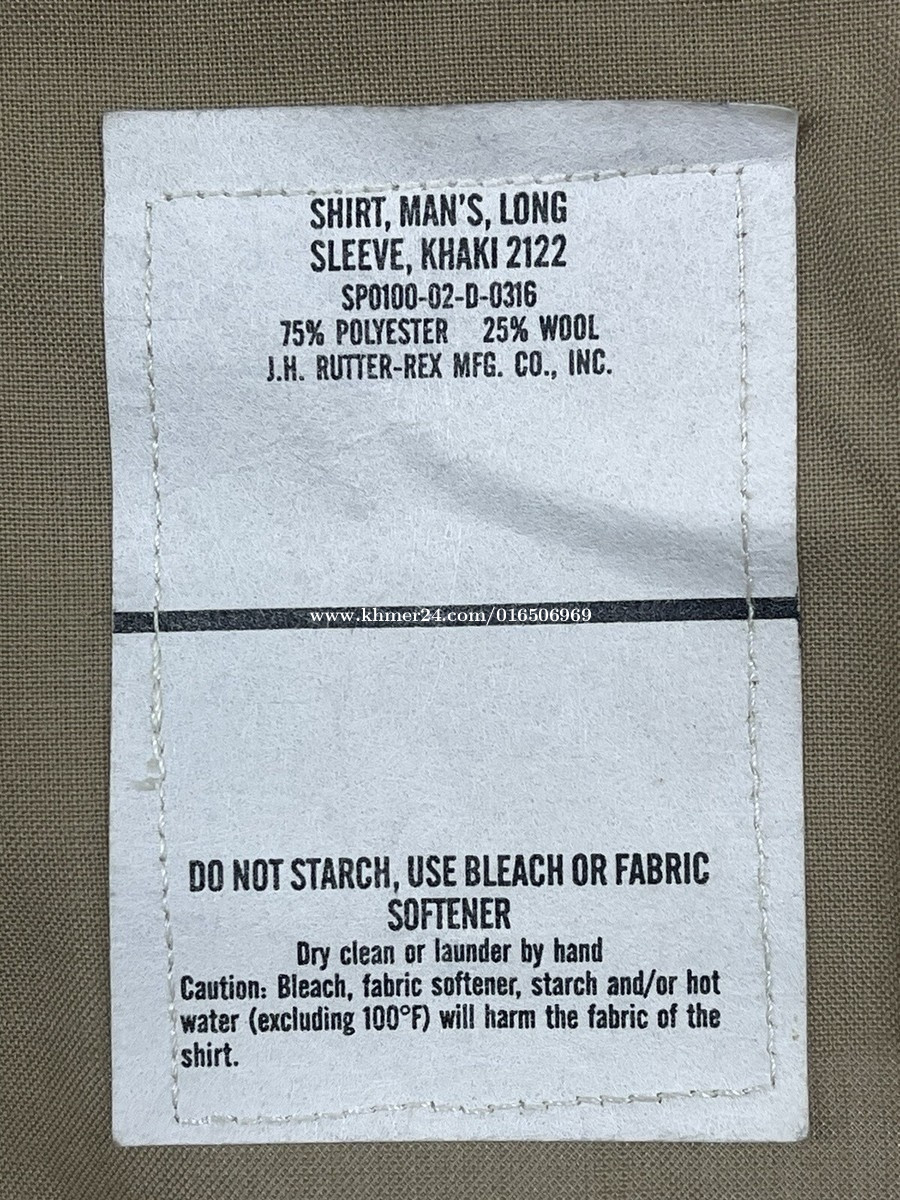 SHIRT, MAN'S, LONG
SLEEVE, KHAKI 2122
SPO100-02-D-0316
75% POLYESTER 25% WOOL
J.H. RUTTER-REX MFG. CO., INC.
www.khmer24.com/016506969
DO NOT STARCH, USE BLEACH OR FABRIC
SOFTENER
Dry clean or launder by hand
Caution: Bleach, fabric softener, starch and/or hot
water (excluding 100°F) will harm the fabric of the
shirt.